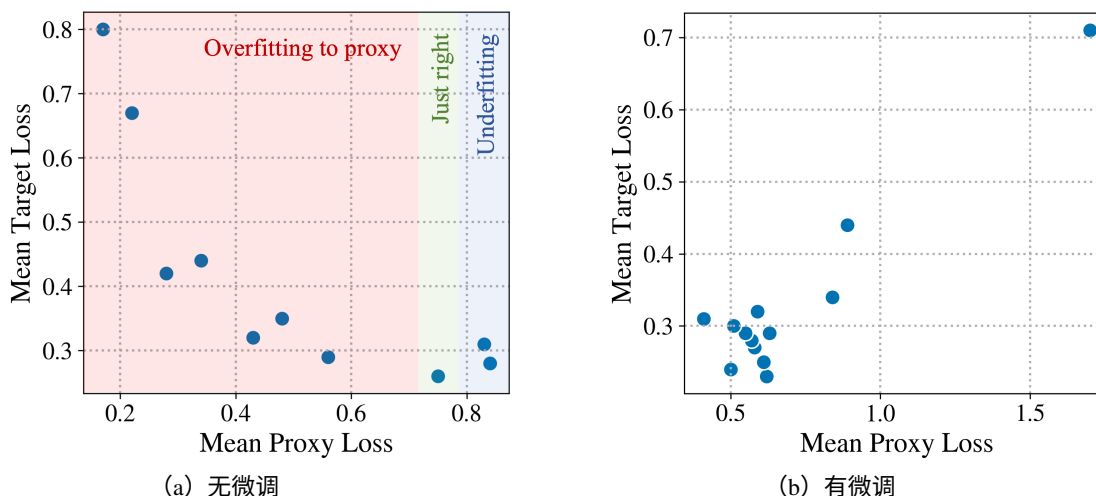 0.8
0.7
0.6
0.5
0.4
0.3
Mean Target Loss
Overfitting to proxy
Just right
Underfitting
0.2
0.4
0.6
0.8
Mean Proxy Loss
(a) 无微调
0.7
0.6
0.5
0.4
0.3
Mean Target Loss
0.5
1.0
1.5
Mean Proxy Loss
(b) 有微调